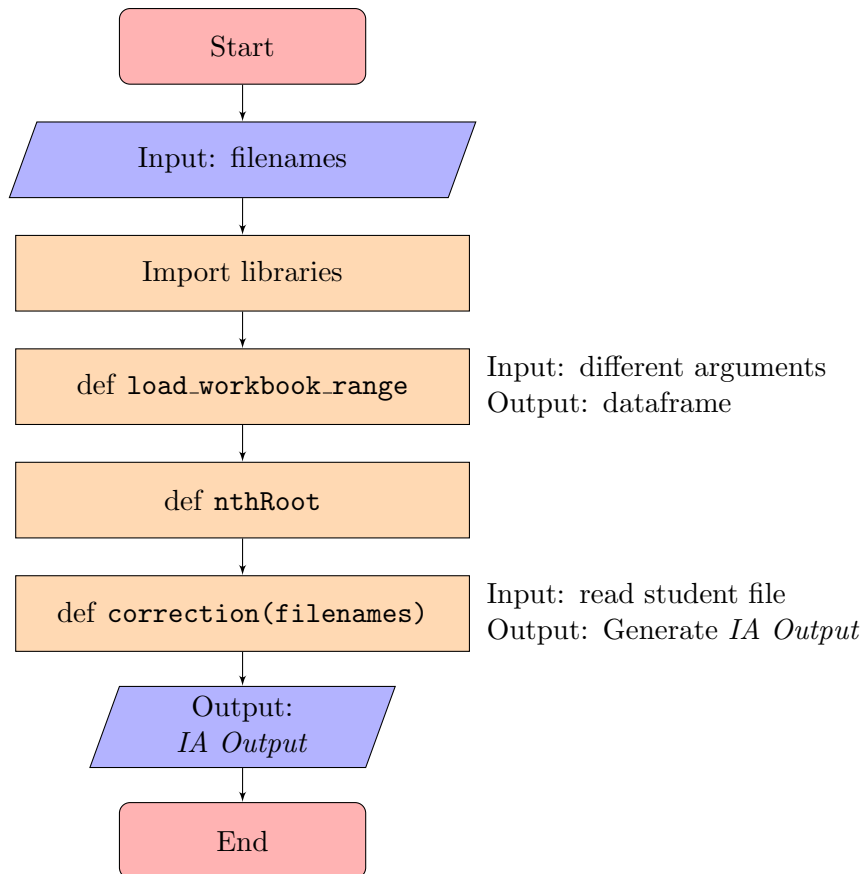 Start
Input: filenames
Import libraries
def load_workbook_range
Input: different arguments
Output: dataframe
def nthRoot
def correction(filenames)
Input: read student file
Output: Generate IA Output
Output:
IA Output
End